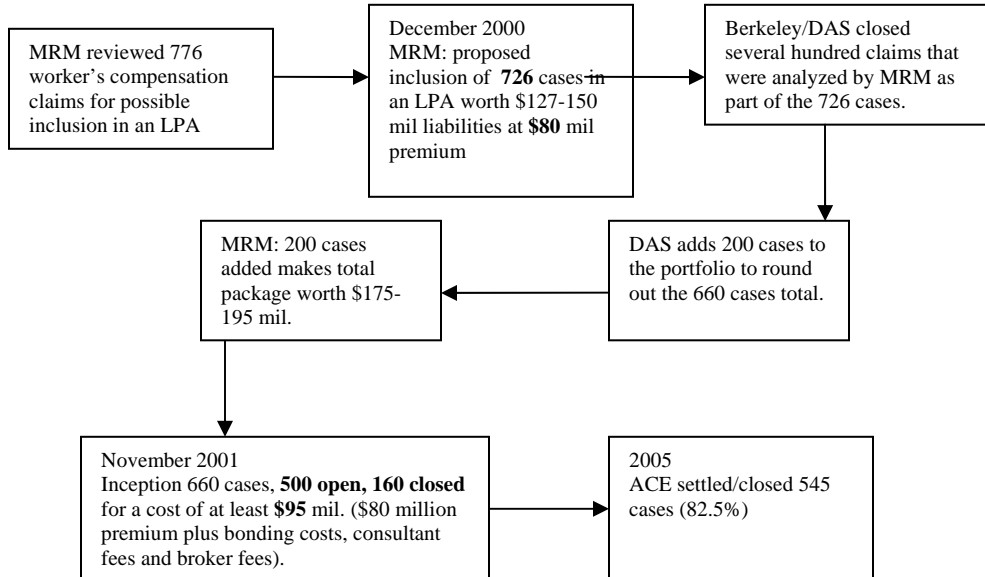 MRM reviewed 776
worker's compensation
claims for possible
inclusion in an LPA
December 2000
MRM: proposed
inclusion of 726 cases in
an LPA worth $127-150
mil liabilities at $80 mil
premium
Berkeley/DAS closed
several hundred claims that
were analyzed by MRM as
part of the 726 cases.
DAS adds 200 cases to
the portfolio to round
out the 660 cases total.
MRM: 200 cases
added makes total
package worth $175-
195 mil.
November 2001
Inception 660 cases, 500 open, 160 closed
for a cost of at least $95 mil. ($80 million
premium plus bonding costs, consultant
fees and broker fees).
2005
ACE settled/closed 545
cases (82.5%)